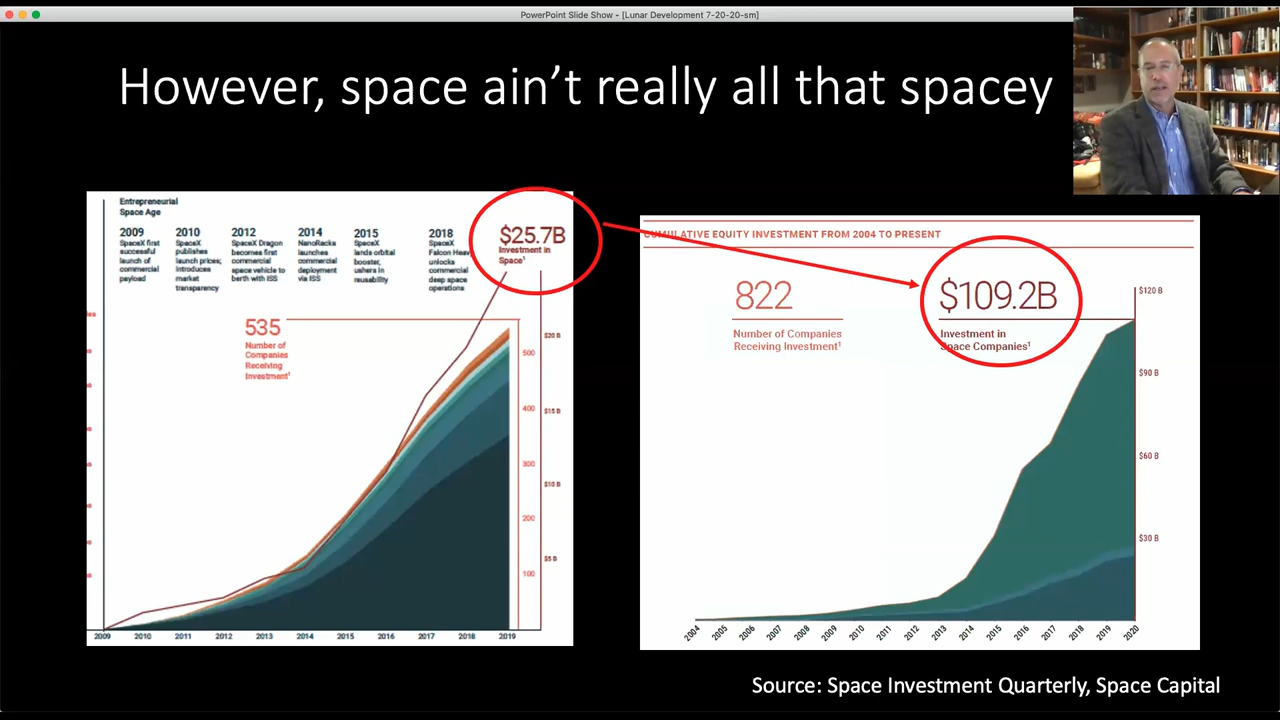 PowerPoint Slide Show - [Lunar Development 7-20-20-sm]
However, space ain’t really all that spacey
Entrepreneurial
Space Age
2009
SpaceX first
successful
launch of
commercial
payload
2010
SpaceX
publishes
launch prices;
introduces
market
transparency
2012
SpaceX Dragon
becomes first
commercial
space vehicle to
berth with ISS
2014
NanoRacks
launches
commercial
deployment
via ISS
2015
SpaceX
lands orbital
booster,
ushers in
reusability
2018
SpaceX
Falcon Heavy
unlocks
commercial
deep space
operations
$25.7B
Investment in
Space¹
535
Number of
Companies
Receiving
Investment¹
500
400
300
200
100
$20 B
$15 B
$10 B
$5 B
2009 2010 2011 2012 2013 2014 2015 2016 2017 2018 2019
CUMULATIVE EQUITY INVESTMENT FROM 2004 TO PRESENT
822
Number of Companies
Receiving Investment¹
$109.2B
Investment in
Space Companies¹
$120 B
$90 B
$60 B
$30 B
2004 2005 2006 2007 2008 2009 2010 2011 2012 2013 2014 2015 2016 2017 2018 2019 2020
Source: Space Investment Quarterly, Space Capital